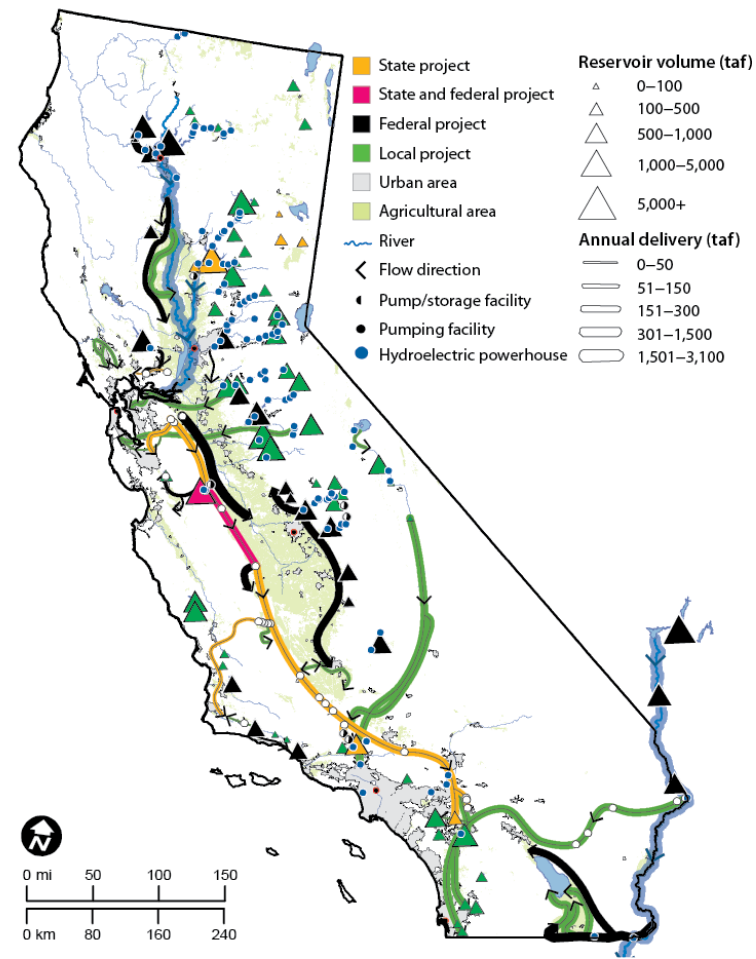 State project
State and federal project
Federal project
Local project
Urban area
Agricultural area
River
Flow direction
Pump/storage facility
Pumping facility
Hydroelectric powerhouse
Reservoir volume (taf)
0–100
100–500
500–1,000
1,000–5,000
5,000+
Annual delivery (taf)
0–50
51–150
151–300
301–1,500
1,501–3,100
0 mi 50 100 150
0 km 80 160 240